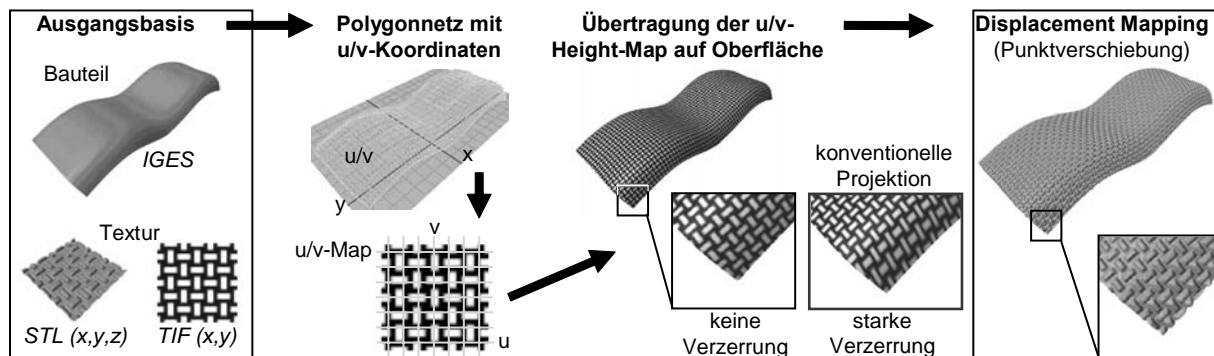 Ausgangsbasis
Bauteil
IGES
Textur
STL (x,y,z)
TIF (x,y)
Polygonnetz mit
u/v-Koordinaten
u/v
x
y
v
u/v-Map
u
Übertragung der u/v-
Height-Map auf Oberfläche
konventionelle
Projektion
keine
Verzerrung
starke
Verzerrung
Displacement Mapping
(Punktverschiebung)